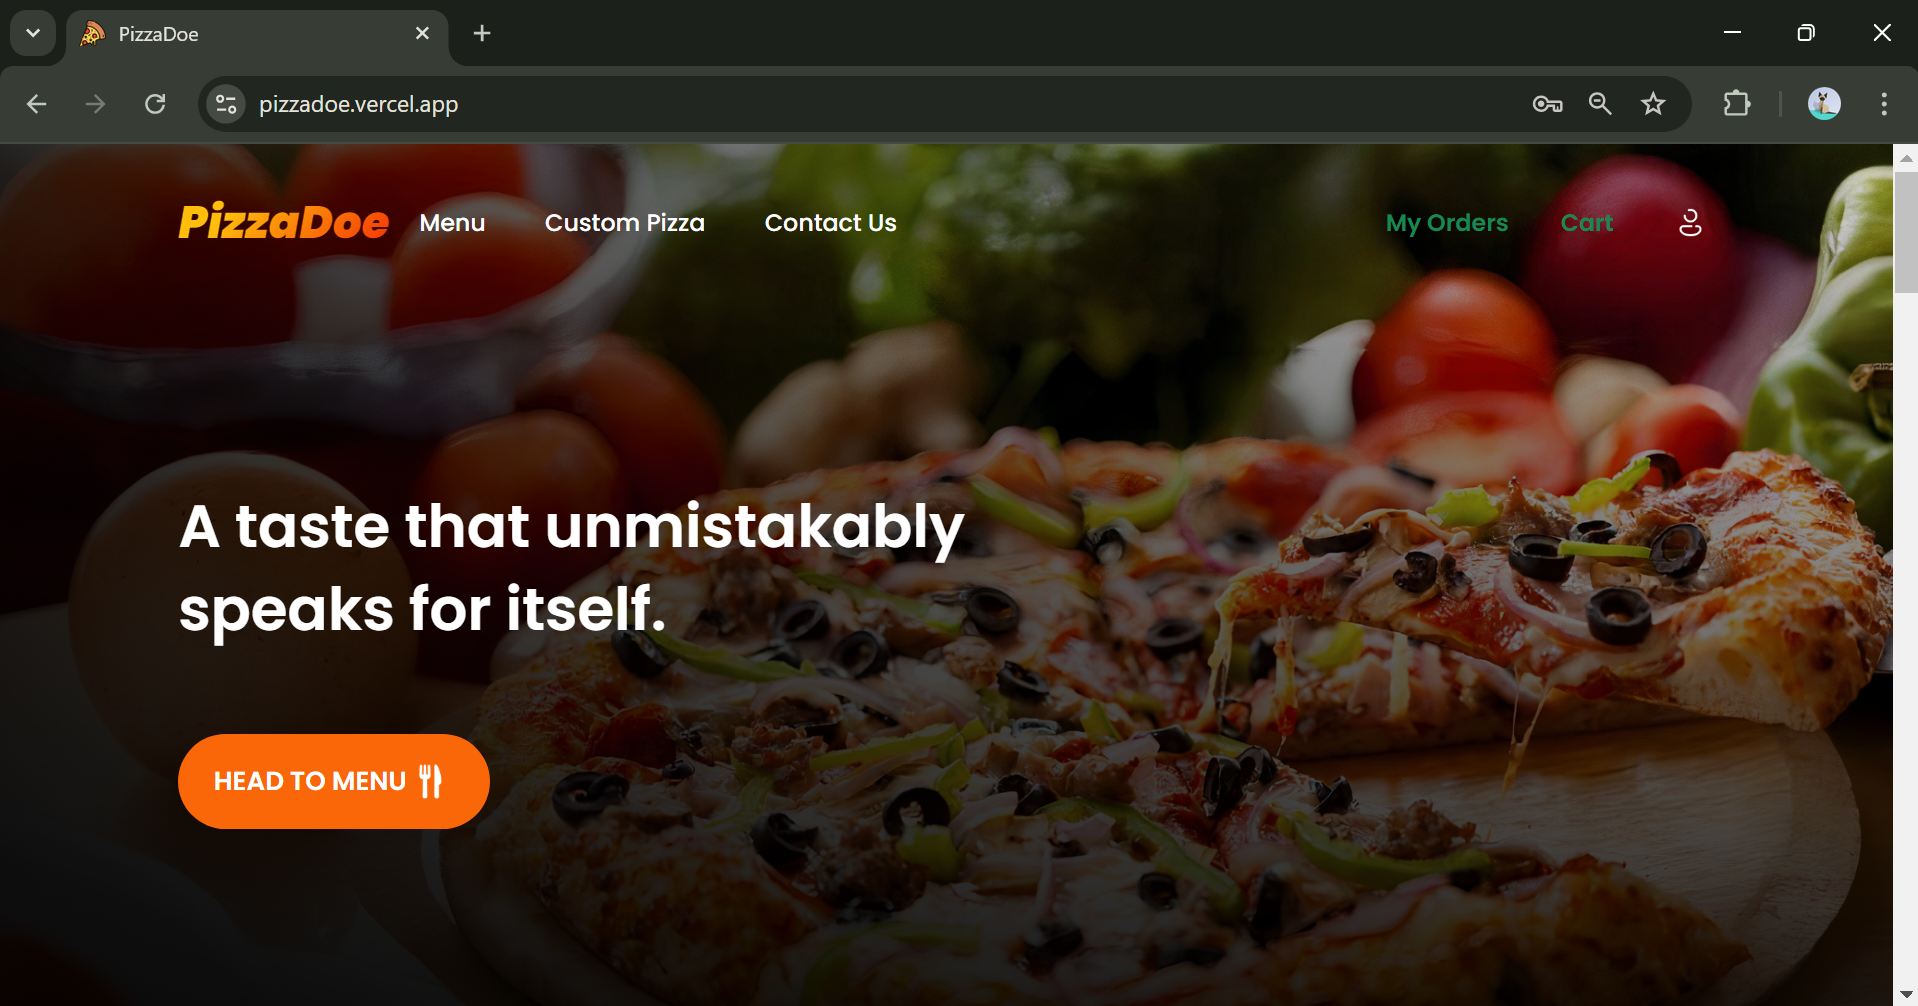 PizzaDoe
pizzadoe.vercel.app
PizzaDoe Menu Custom Pizza Contact Us My Orders Cart
A taste that unmistakably
speaks for itself.
HEAD TO MENU